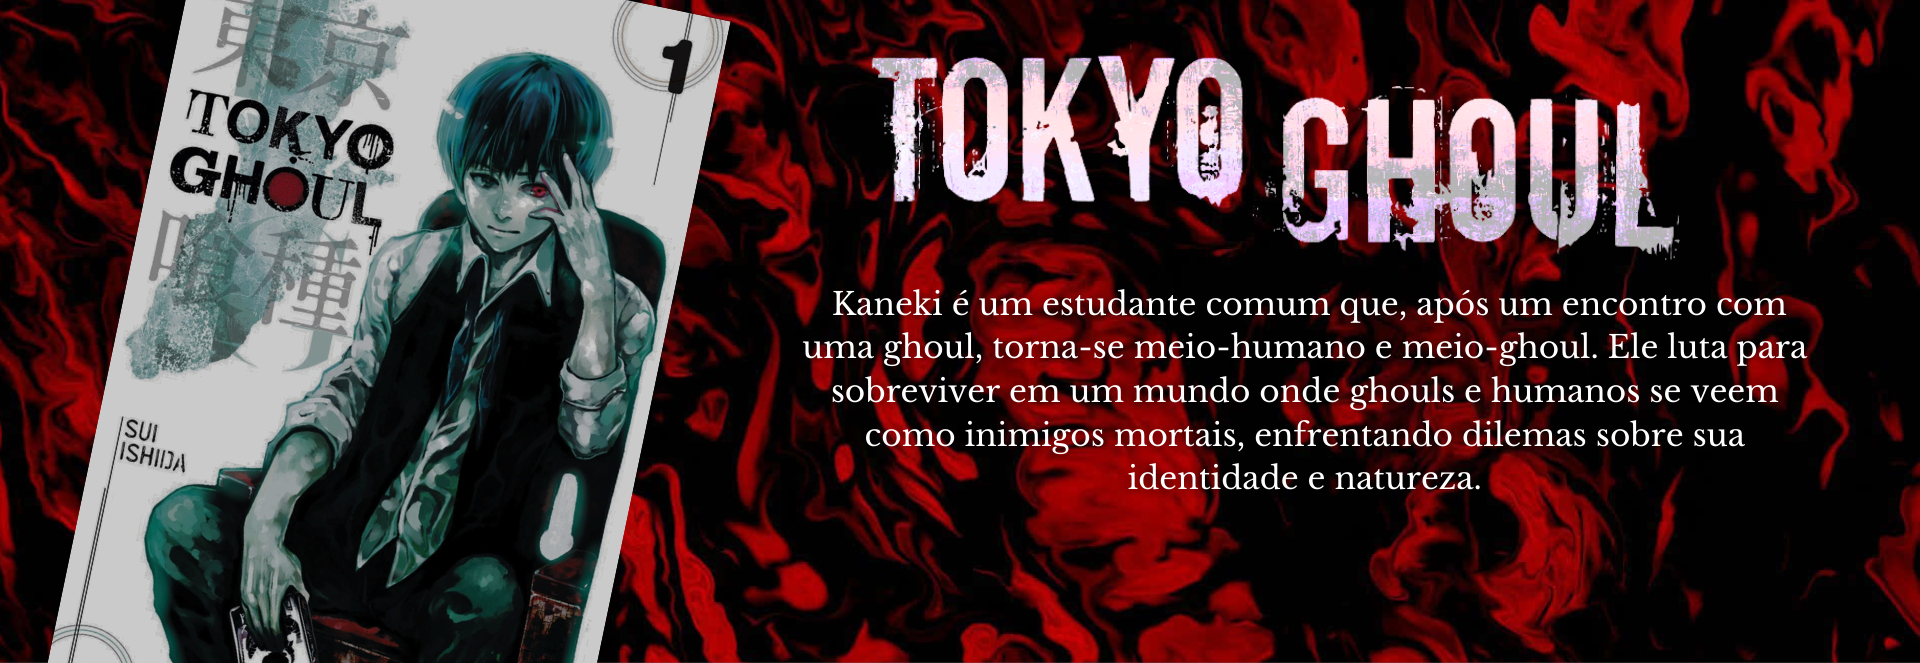 東京
TOKYO
GHOUL
喰種
SUI
ISHIDA
1
TOKYO GHOUL
Kaneki é um estudante comum que, após um encontro com
uma ghoul, torna-se meio-humano e meio-ghoul. Ele luta para
sobreviver em um mundo onde ghouls e humanos se veem
como inimigos mortais, enfrentando dilemas sobre sua
identidade e natureza.